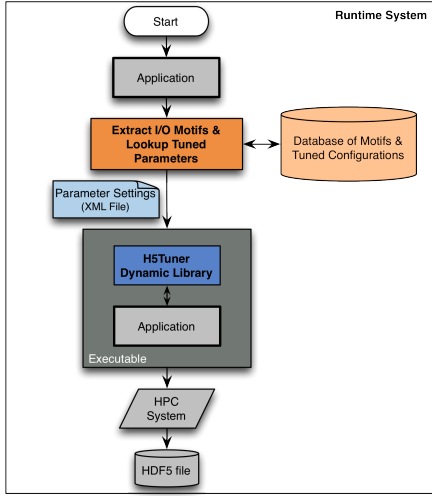 Runtime System
Start
Application
Extract I/O Motifs &
Lookup Tuned
Parameters
Database of Motifs &
Tuned Configurations
Parameter Settings
(XML File)
H5Tuner
Dynamic Library
Application
Executable
HPC
System
HDF5 file